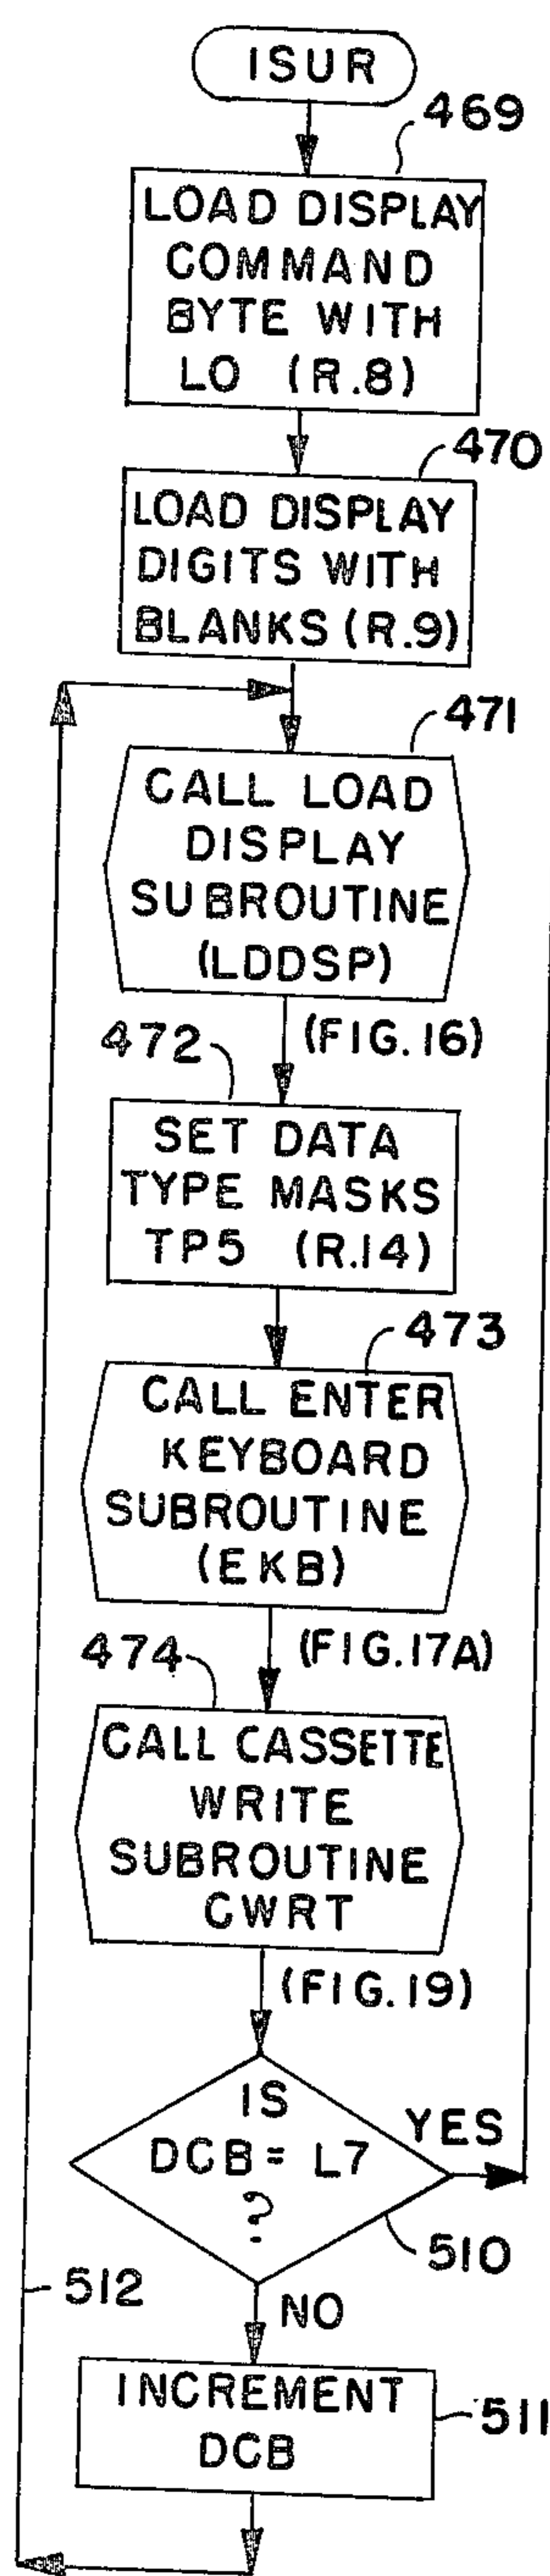 ISUR
469
LOAD DISPLAY
COMMAND
BYTE WITH
LO (R.8)
470
LOAD DISPLAY
DIGITS WITH
BLANKS (R.9)
471
CALL LOAD
DISPLAY
SUBROUTINE
(LDDSP)
(FIG.16)
472
SET DATA
TYPE MASKS
TP5 (R.14)
473
CALL ENTER
KEYBOARD
SUBROUTINE
(EKB)
(FIG.17A)
474
CALL CASSETTE
WRITE
SUBROUTINE
CWRT
(FIG.19)
IS
DCB = L7
?
YES
510
512
NO
INCREMENT
DCB
511